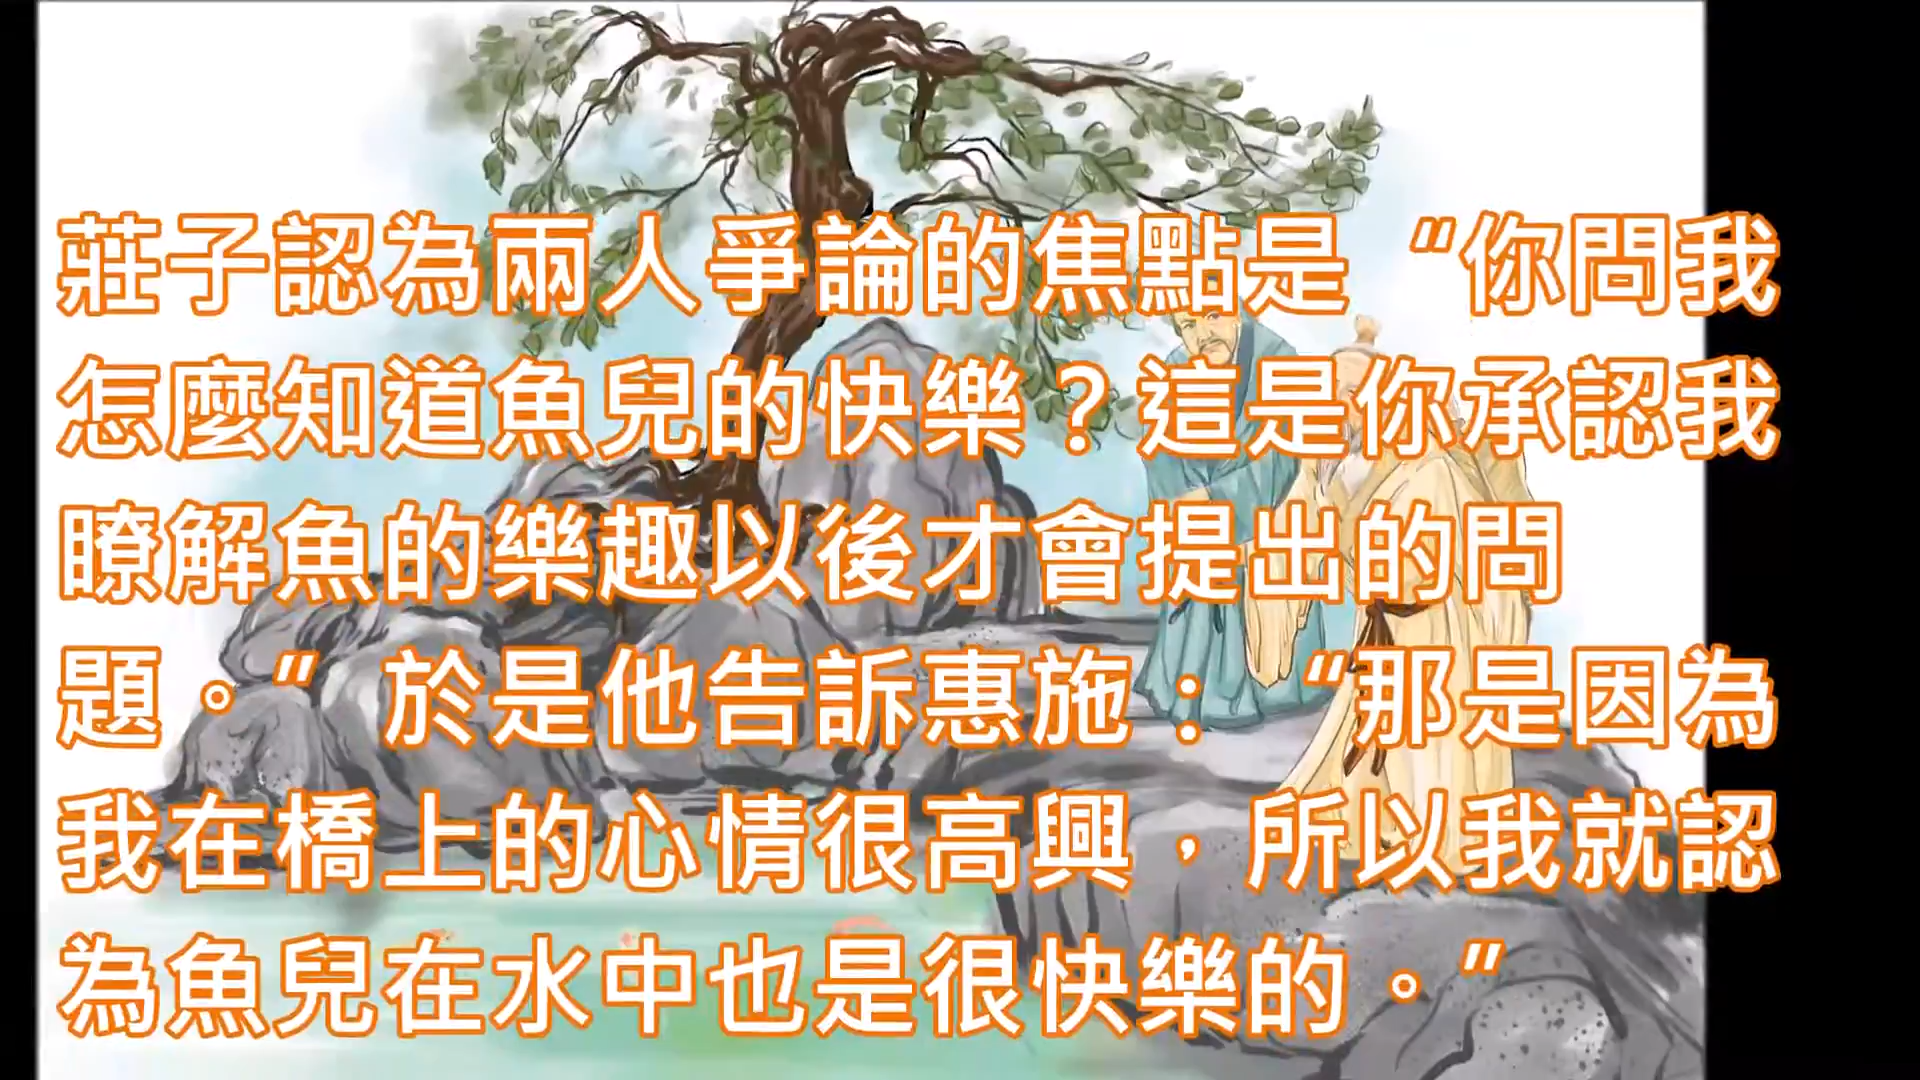 莊子認為兩人爭論的焦點是“你問我
怎麼知道魚兒的快樂？這是你承認我
瞭解魚的樂趣以後才會提出的問
題。”於是他告訴惠施：“那是因為
我在橋上的心情很高興，所以我就認
為魚兒在水中也是很快樂的。”